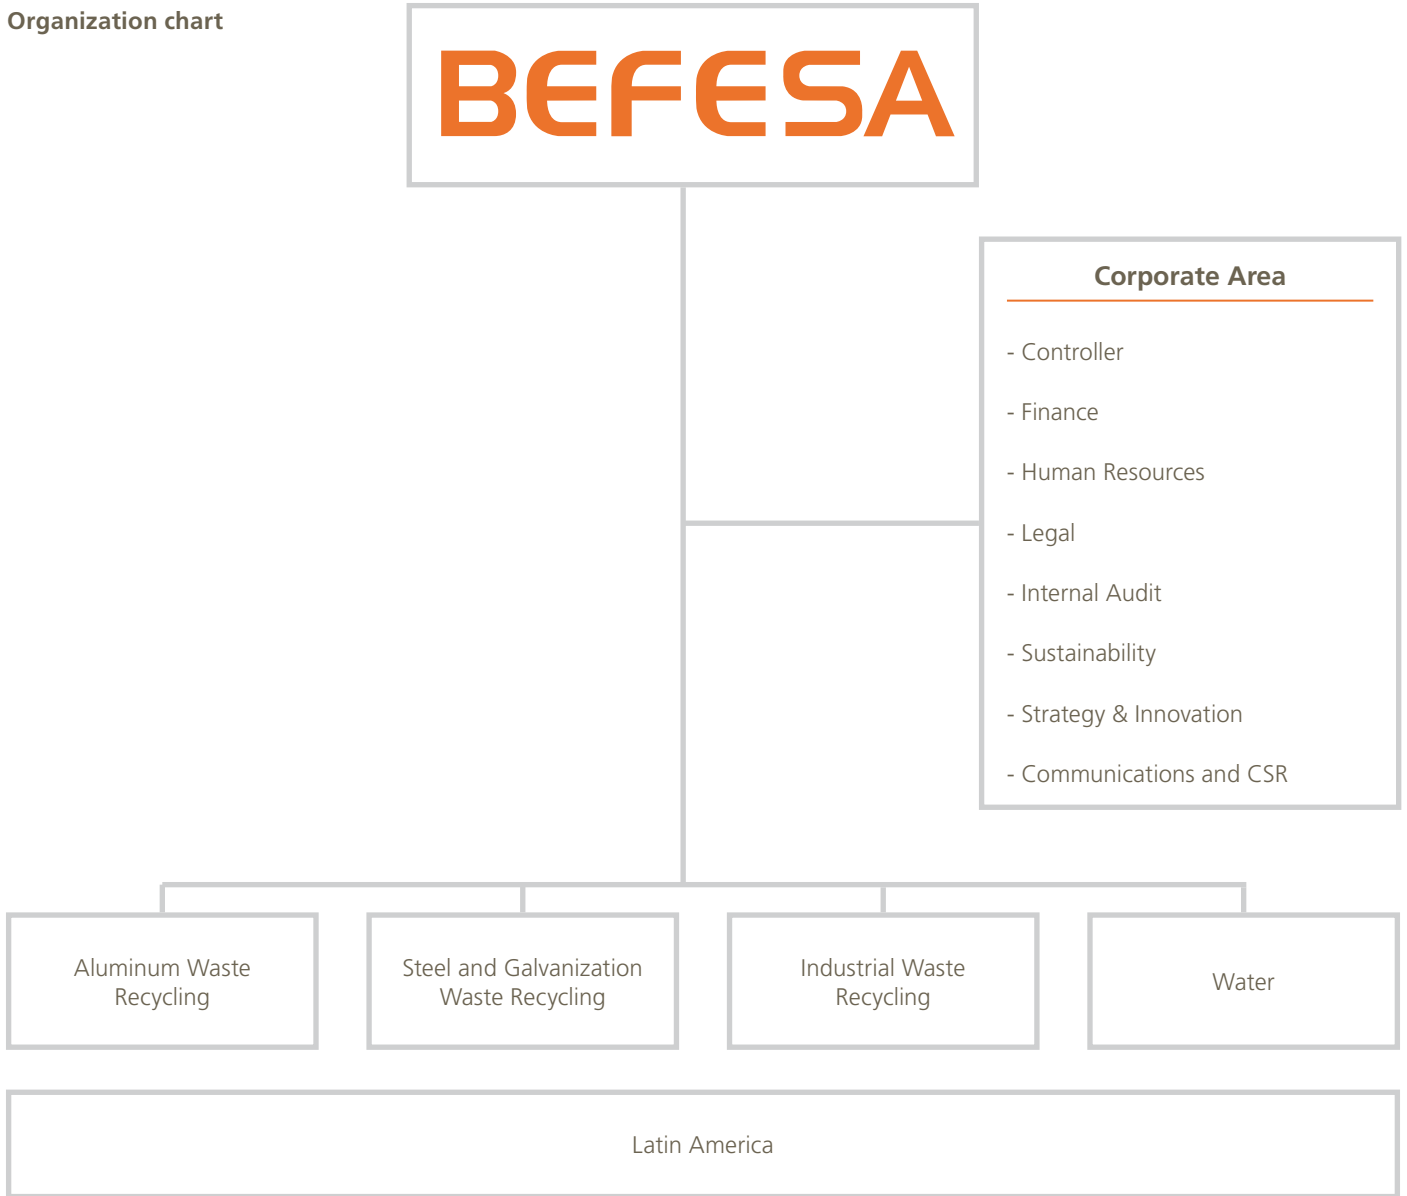 Organization chart
BEFESA
Corporate Area
- Controller
- Finance
- Human Resources
- Legal
- Internal Audit
- Sustainability
- Strategy & Innovation
- Communications and CSR
Aluminum Waste
Recycling
Steel and Galvanization
Waste Recycling
Industrial Waste
Recycling
Water
Latin America